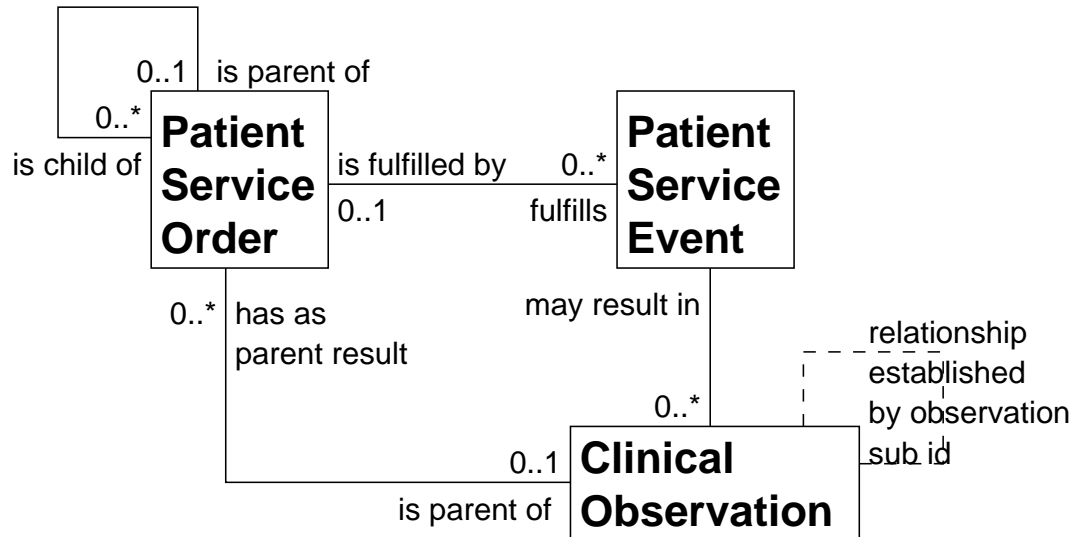 0..1
is parent of
0..*
is child of
Patient
Service
Order
is fulfilled by
0..1
0..*
fulfills
Patient
Service
Event
0..*
has as
parent result
may result in
0..*
relationship
established
by observation
sub id
0..1
is parent of
Clinical
Observation